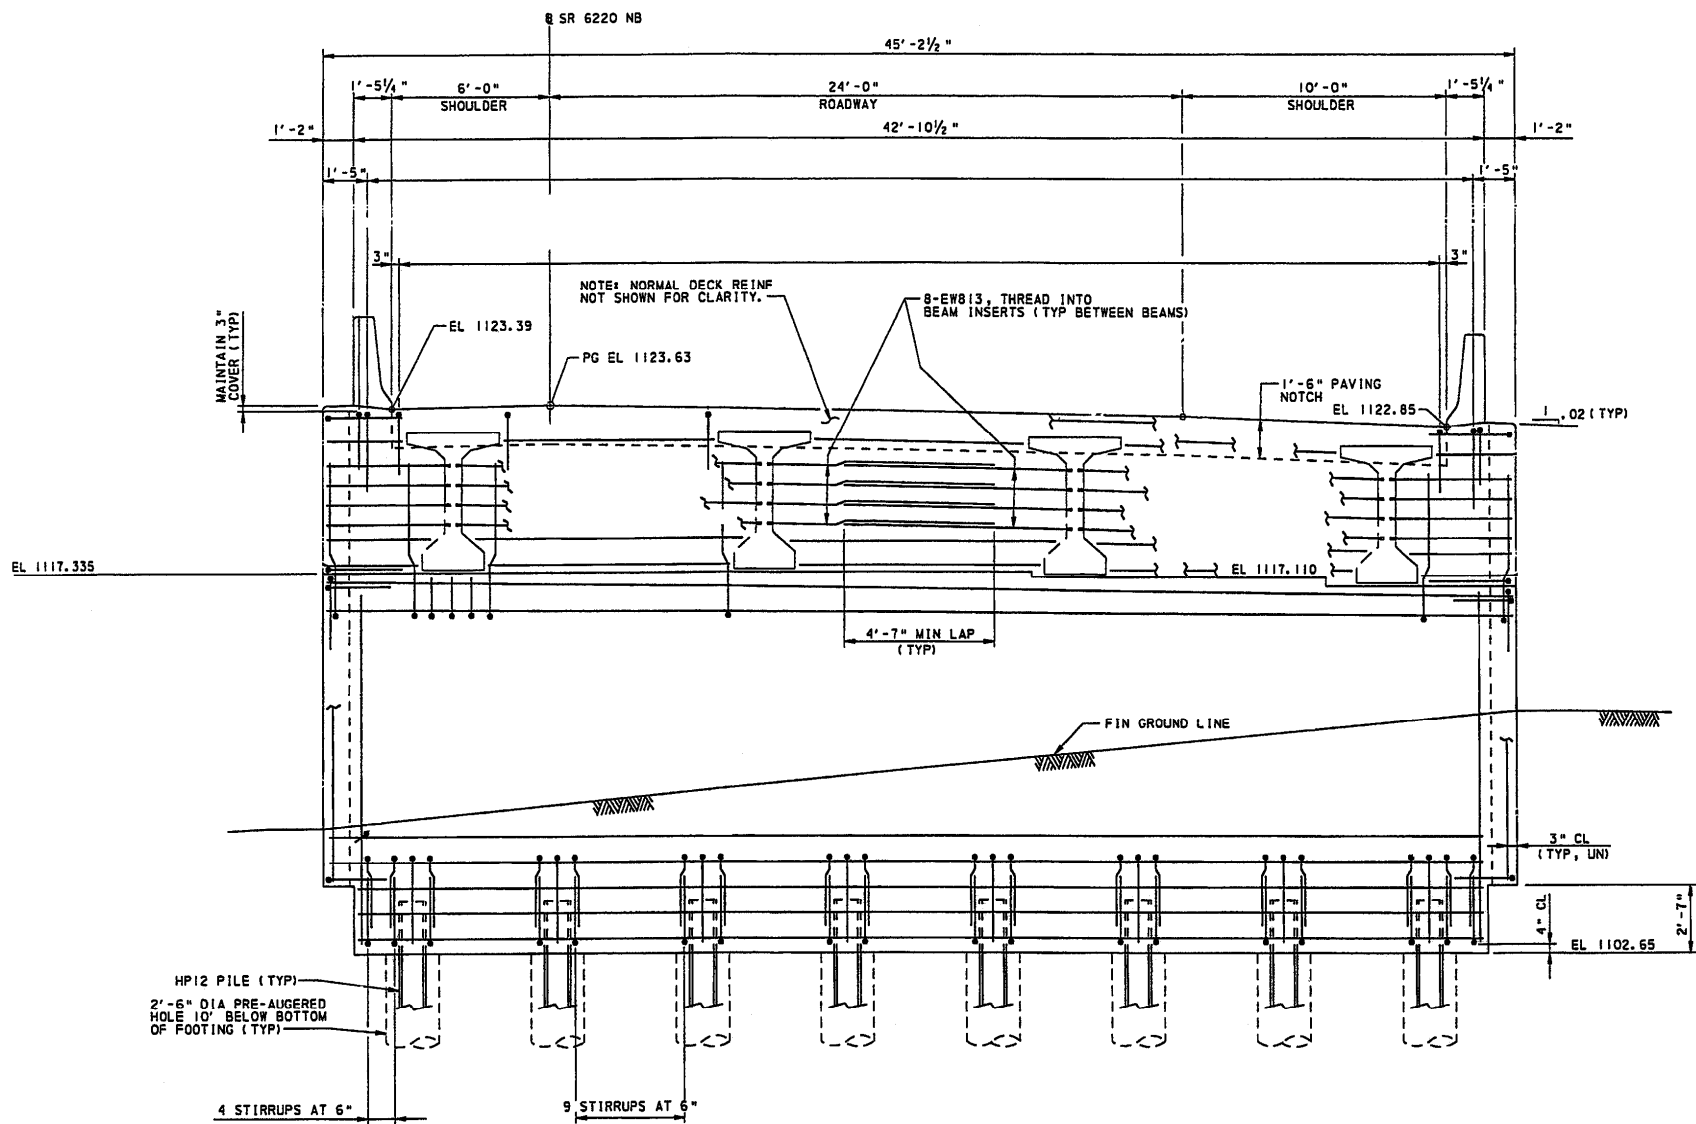 SR 6220 NB
45'-2½"
1'-5¼"
6'-0"
SHOULDER
24'-0"
ROADWAY
10'-0"
SHOULDER
1'-5¼"
1'-2"
42'-10½"
1'-2"
1'-5"
1'-5"
3"
3"
NOTE: NORMAL DECK REINF
NOT SHOWN FOR CLARITY.
8-EW813, THREAD INTO
BEAM INSERTS (TYP BETWEEN BEAMS)
MAINTAIN 3"
COVER (TYP)
EL 1123.39
PG EL 1123.63
1'-6" PAVING
NOTCH
EL 1122.85
1
.02 (TYP)
EL 1117.335
EL 1117.110
4'-7" MIN LAP
(TYP)
FIN GROUND LINE
3" CL
(TYP, UN)
4" CL
2'-7"
EL 1102.65
HP12 PILE (TYP)
2'-6" DIA PRE-AUGERED
HOLE 10' BELOW BOTTOM
OF FOOTING (TYP)
4 STIRRUPS AT 6"
9 STIRRUPS AT 6"